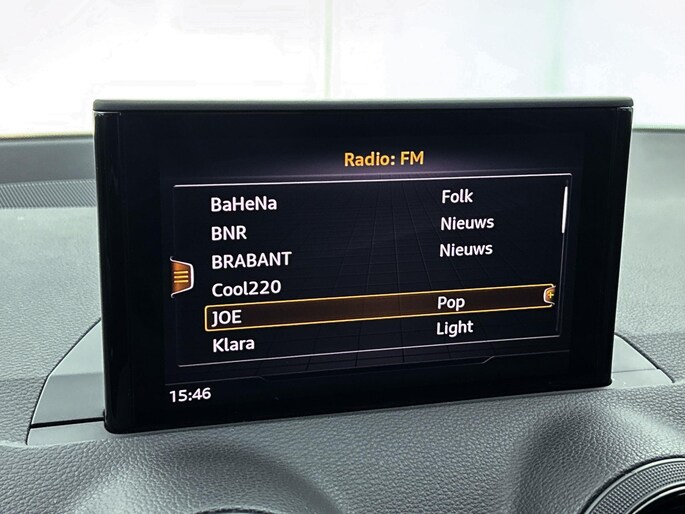 Radio: FM
BaHeNa Folk
BNR Nieuws
BRABANT Nieuws
Cool220
JOE Pop
Klara Light
15:46